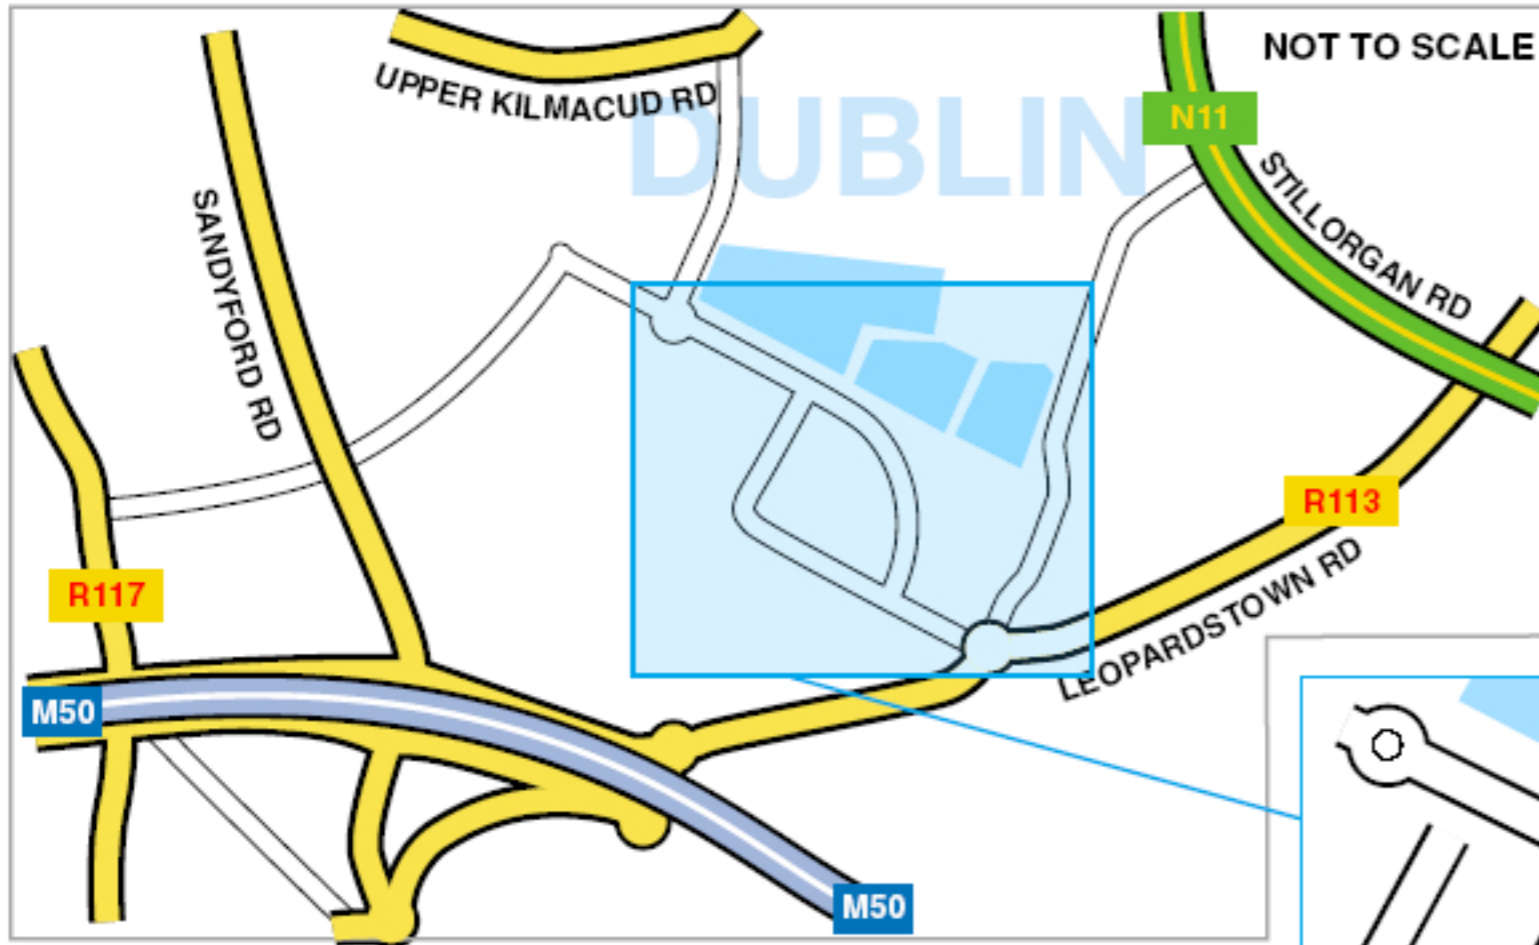 NOT TO SCALE
UPPER KILMACUD RD
DUBLIN
N11
STILLORGAN RD
SANDYFORD RD
R113
LEOPARDSTOWN RD
R117
M50
M50